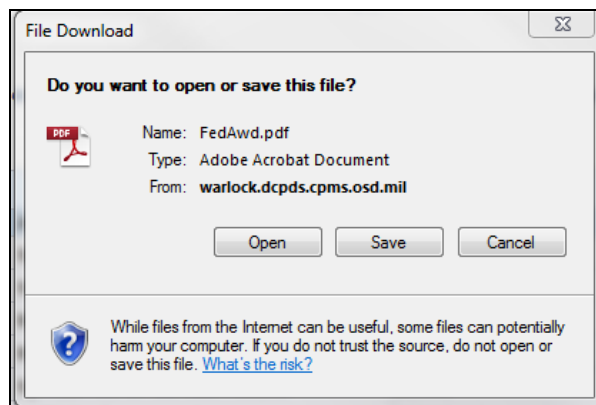 File Download
Do you want to open or save this file?
PDF
Name: FedAwd.pdf
Type: Adobe Acrobat Document
From: warlock.dcpds.cpms.osd.mil
Open Save Cancel
While files from the Internet can be useful, some files can potentially
harm your computer. If you do not trust the source, do not open or
save this file. What's the risk?